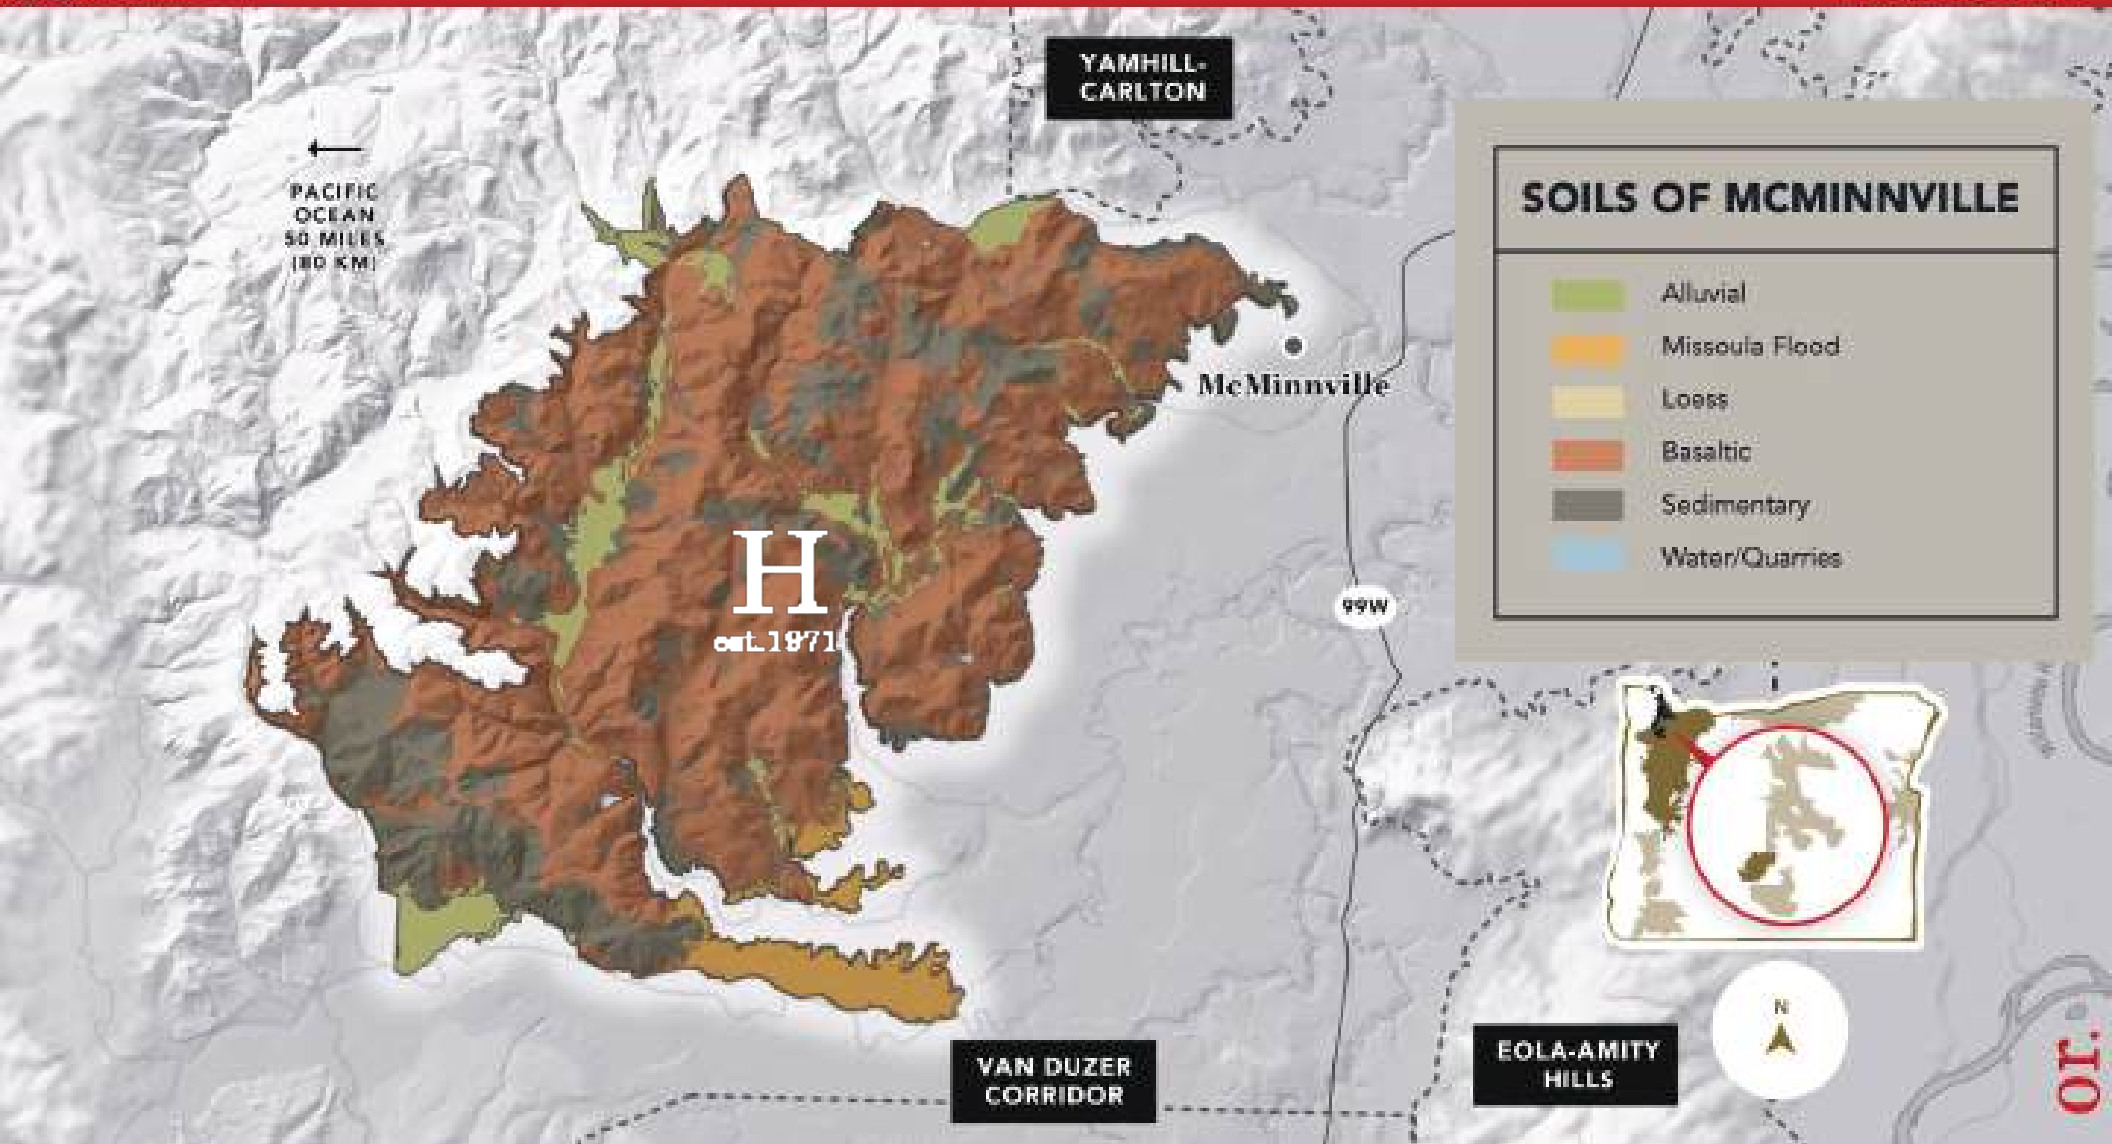 YAMHILL-
CARLTON
PACIFIC
OCEAN
50 MILES
(80 KM)
SOILS OF MCMINNVILLE
Alluvial
Missoula Flood
Loess
Basaltic
Sedimentary
Water/Quarries
McMinnville
H
est.1971
99W
N
VAN DUZER
CORRIDOR
EOLA-AMITY
HILLS
or.